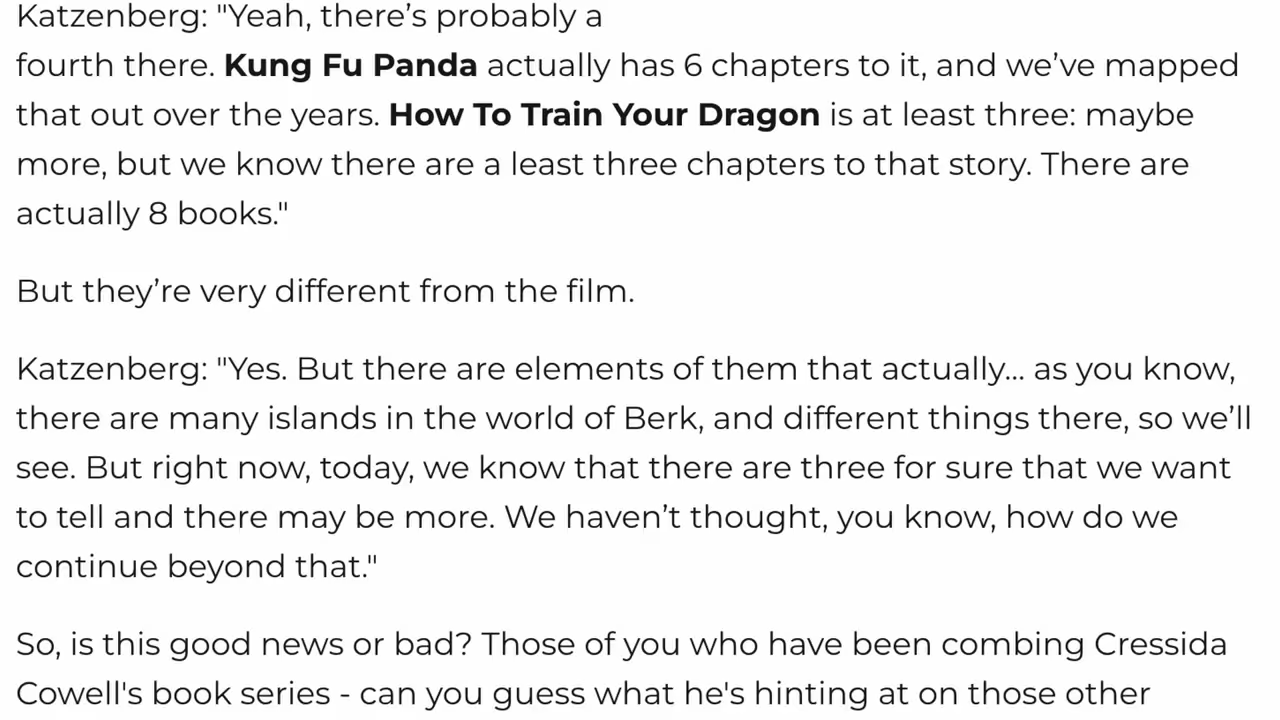 Katzenberg: "Yeah, there’s probably a
fourth there. Kung Fu Panda actually has 6 chapters to it, and we’ve mapped
that out over the years. How To Train Your Dragon is at least three: maybe
more, but we know there are a least three chapters to that story. There are
actually 8 books."
But they’re very different from the film.
Katzenberg: "Yes. But there are elements of them that actually… as you know,
there are many islands in the world of Berk, and different things there, so we’ll
see. But right now, today, we know that there are three for sure that we want
to tell and there may be more. We haven’t thought, you know, how do we
continue beyond that."
So, is this good news or bad? Those of you who have been combing Cressida
Cowell's book series - can you guess what he's hinting at on those other